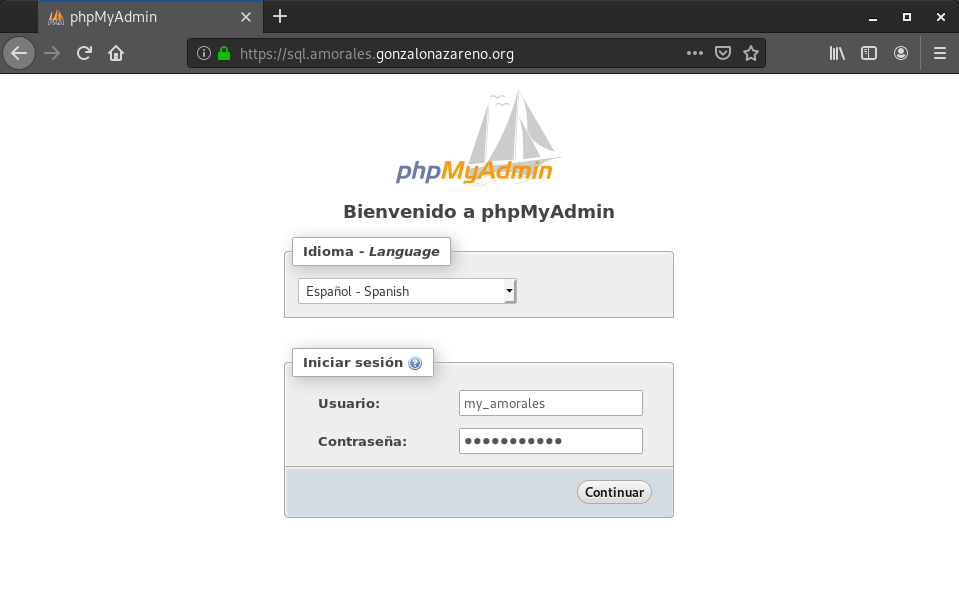 phpMyAdmin
https://sql.amorales.gonzalonazareno.org
phpMyAdmin
Bienvenido a phpMyAdmin
Idioma - Language
Español - Spanish
Iniciar sesión
Usuario: my_amorales
Contraseña: ●●●●●●●●●●●
Continuar